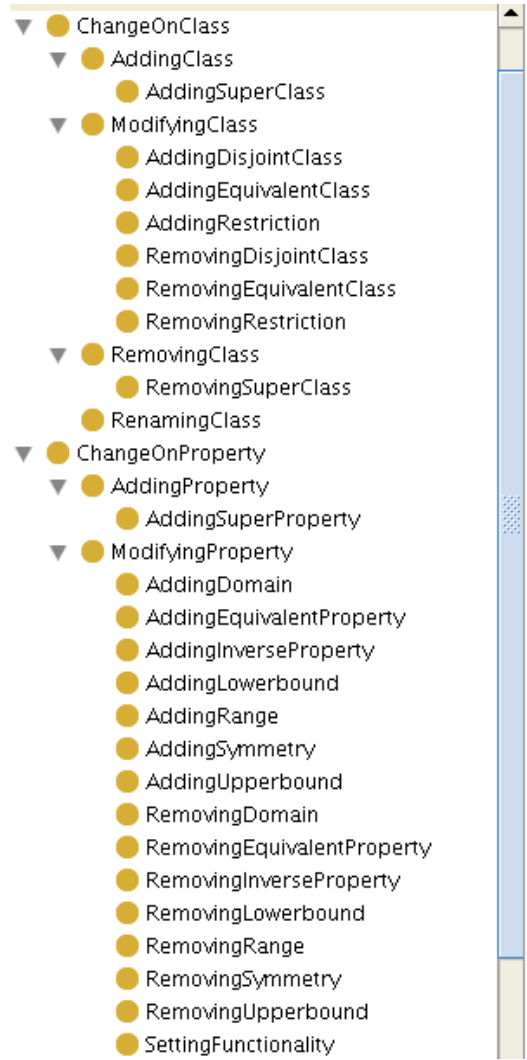 ChangeOnClass
AddingClass
AddingSuperClass
ModifyingClass
AddingDisjointClass
AddingEquivalentClass
AddingRestriction
RemovingDisjointClass
RemovingEquivalentClass
RemovingRestriction
RemovingClass
RemovingSuperClass
RenamingClass
ChangeOnProperty
AddingProperty
AddingSuperProperty
ModifyingProperty
AddingDomain
AddingEquivalentProperty
AddingInverseProperty
AddingLowerbound
AddingRange
AddingSymmetry
AddingUpperbound
RemovingDomain
RemovingEquivalentProperty
RemovingInverseProperty
RemovingLowerbound
RemovingRange
RemovingSymmetry
RemovingUpperbound
SettingFunctionality